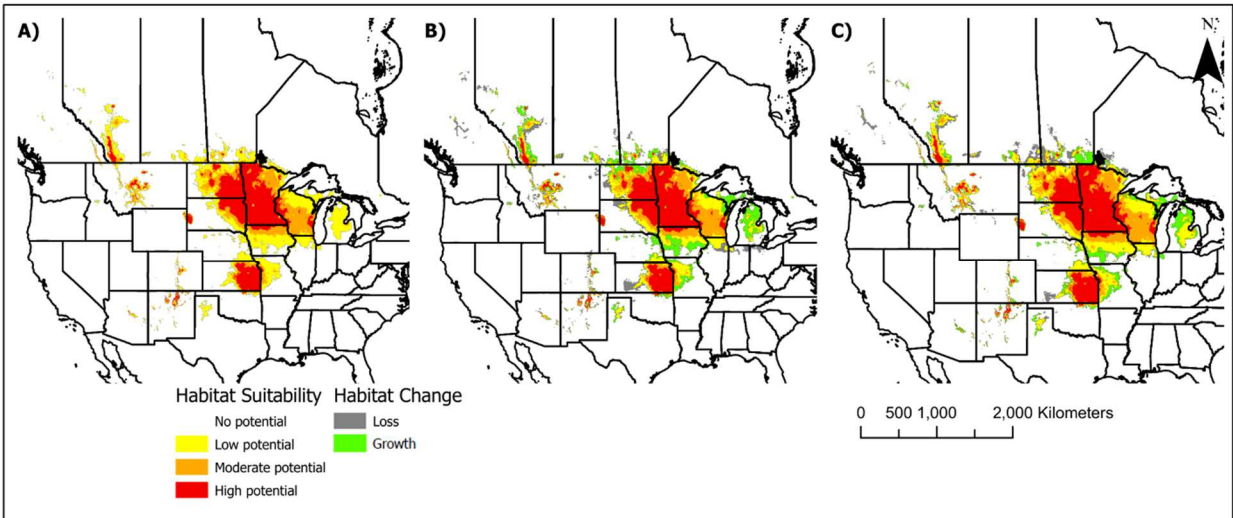 A)
B)
C)
N
Habitat Suitability
No potential
Low potential
Moderate potential
High potential
Habitat Change
Loss
Growth
0 500 1,000 2,000 Kilometers